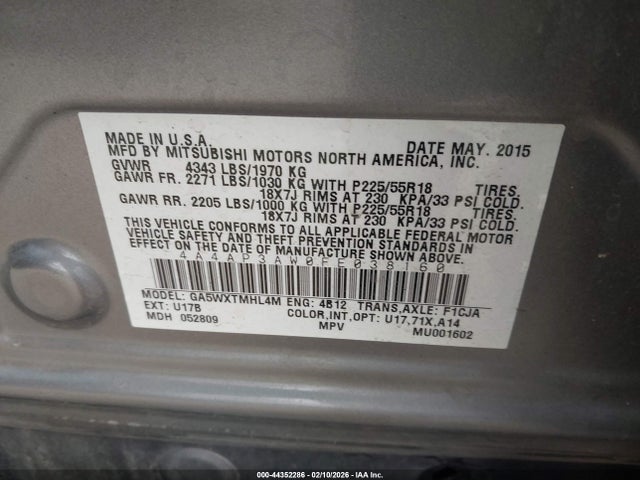 MADE IN U.S.A. DATE MAY. 2015
MFD BY MITSUBISHI MOTORS NORTH AMERICA, INC.
GVWR 4343 LBS/1970 KG
GAWR FR. 2271 LBS/1030 KG WITH P225/55R18 TIRES.
18X7J RIMS AT 230 KPA/33 PSI COLD.
GAWR RR. 2205 LBS/1000 KG WITH P225/55R18 TIRES.
18X7J RIMS AT 230 KPA/33 PSI COLD.
THIS VEHICLE CONFORMS TO ALL APPLICABLE FEDERAL MOTOR
VEHICLE SAFETY AND BUMPER STANDARDS IN
EFFECT ON THE DATE OF MANUFACTURE SHOWN ABOVE.
4A4AP3AW0FE038160
MODEL: GA5WXTMHL4M ENG: 4B12 TRANS,AXLE: F1CJA
EXT: U17B COLOR,INT,OPT: U17,71X,A14
MDH 052809 MPV MU001602
000-44352286 - 02/10/2026 - IAA Inc.